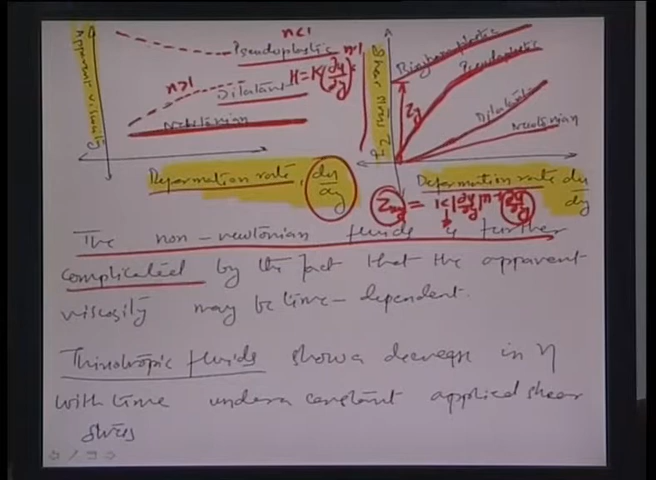 Apparent viscosity
n<1
Pseudoplastic
n>1
Dilatant
Newtonian
Deformation rate, du/dy
Shear stress τ
Bingham plastic
Pseudoplastic
Dilatant
Newtonian
Deformation rate du/dy
The non-newtonian fluids is further
complicated by the fact that the apparent
viscosity may be time-dependent.
Thixotropic fluids show a decrease in η
with time under a constant applied shear
stress